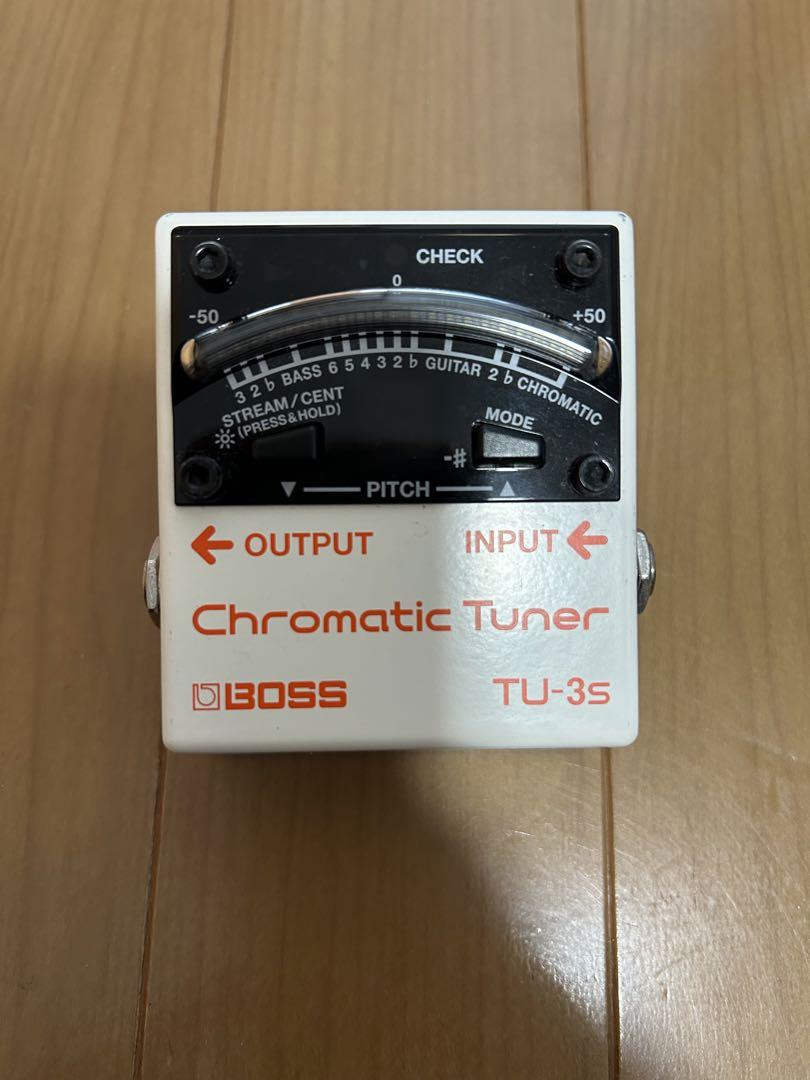 CHECK
0
-50 +50
3 2 ♭ BASS 6 5 4 3 2 ♭ GUITAR 2 ♭ CHROMATIC
STREAM/CENT
(PRESS&HOLD)
MODE
-#
▼ PITCH ▲
← OUTPUT INPUT ←
Chromatic Tuner
BOSS TU-3s